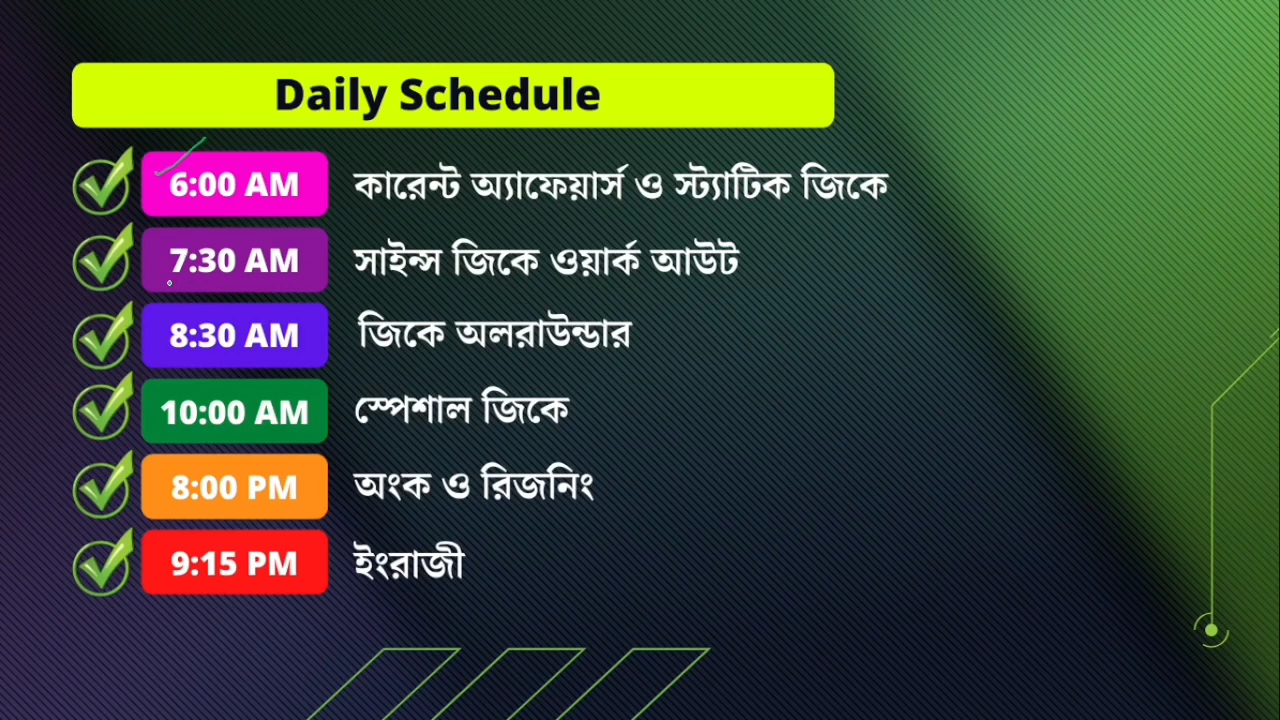 Daily Schedule
6:00 AM কারেন্ট অ্যাফেয়ার্স ও স্ট্যাটিক জিকে
7:30 AM সাইন্স জিকে ওয়ার্ক আউট
8:30 AM জিকে অলরাউন্ডার
10:00 AM স্পেশাল জিকে
8:00 PM অংক ও রিজনিং
9:15 PM ইংরাজী